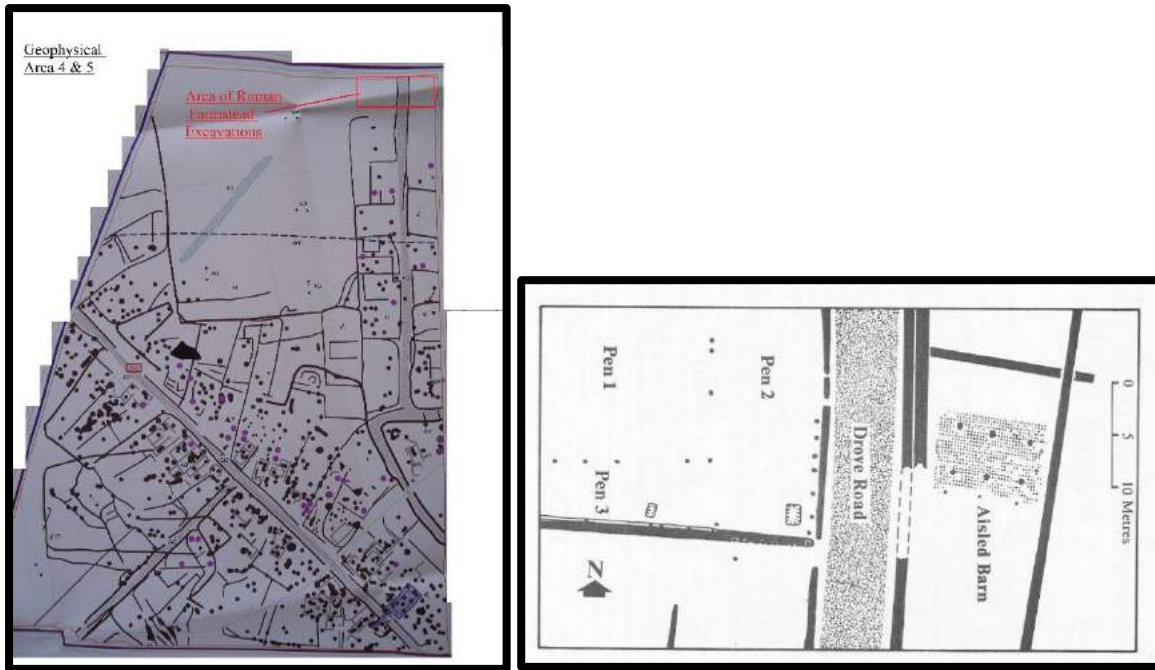 Geophysical
Area 4 & 5
Area of Roman
Farmstead
Excavations
Pen 1
Pen 2
Pen 3
Drove Road
Aisled Barn
0
5
10 Metres
N